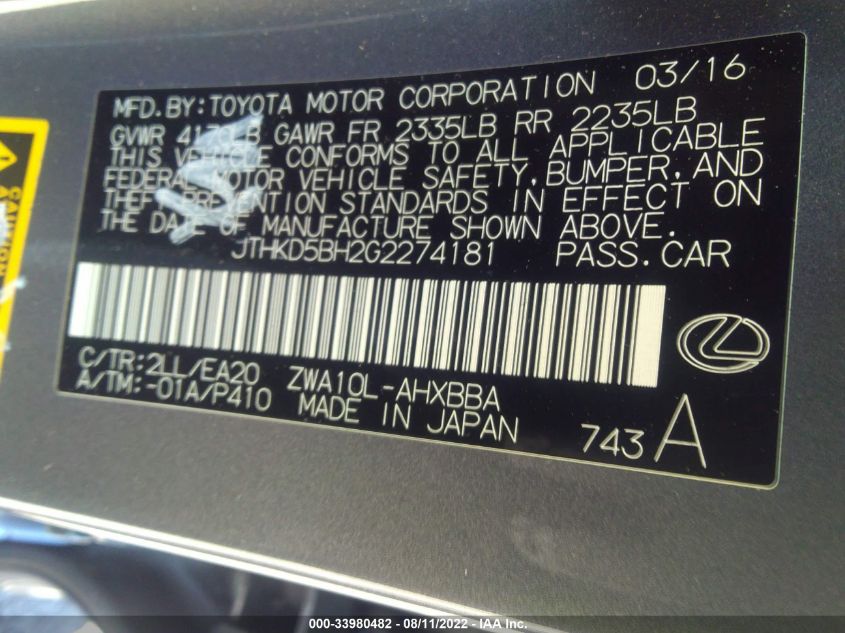 MFD.BY:TOYOTA MOTOR CORPORATION 03/16
GVWR 4170LB GAWR FR 2335LB RR 2235LB
THIS VEHICLE CONFORMS TO ALL APPLICABLE
FEDERAL MOTOR VEHICLE SAFETY,BUMPER,AND
THEFT PREVENTION STANDARDS IN EFFECT ON
THE DATE OF MANUFACTURE SHOWN ABOVE.
JTHKD5BH2G2274181 PASS.CAR
C/TR:2LL/EA20 ZWA10L-AHXBBA
A/TM:-01A/P410 MADE IN JAPAN
743 A
CAUTION
000-33980482 - 08/11/2022 - IAA Inc.